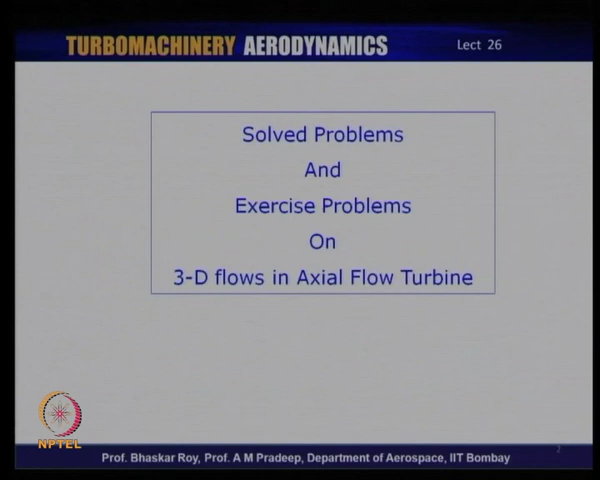 TURBOMACHINERY AERODYNAMICS Lect 26
Solved Problems
And
Exercise Problems
On
3-D flows in Axial Flow Turbine
NPTEL
Prof. Bhaskar Roy, Prof. A M Pradeep, Department of Aerospace, IIT Bombay
2